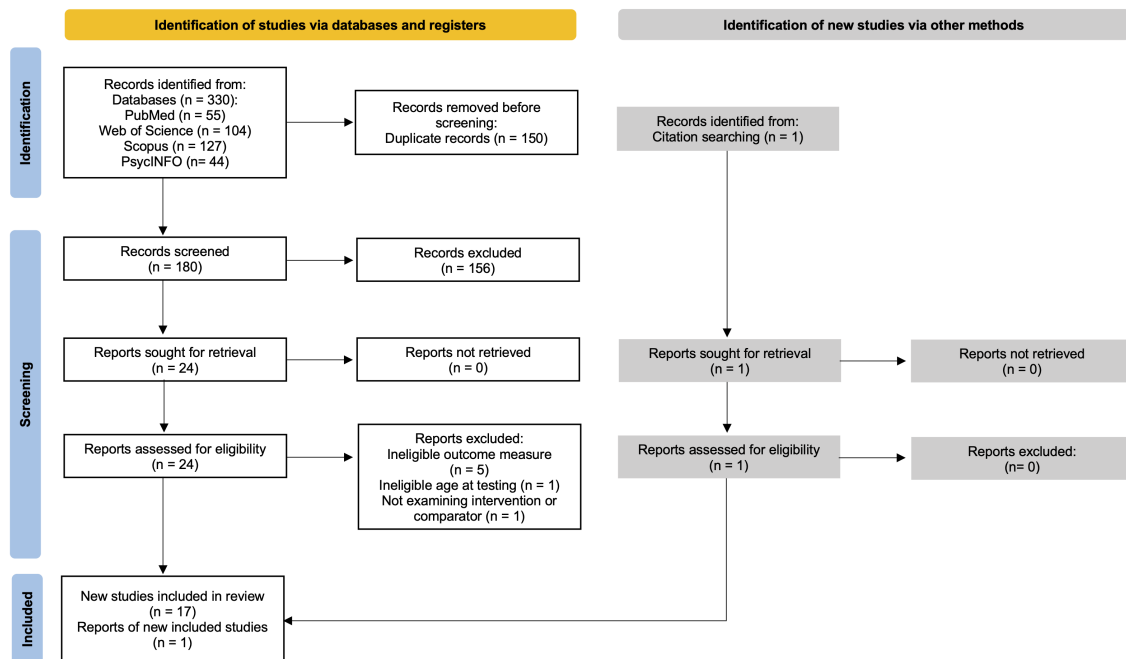 Identification of studies via databases and registers
Identification of new studies via other methods
Identification
Records identified from:
Databases (n = 330):
PubMed (n = 55)
Web of Science (n = 104)
Scopus (n = 127)
PsycINFO (n= 44)
Records removed before
screening:
Duplicate records (n = 150)
Records identified from:
Citation searching (n = 1)
Screening
Records screened
(n = 180)
Records excluded
(n = 156)
Reports sought for retrieval
(n = 24)
Reports not retrieved
(n = 0)
Reports sought for retrieval
(n = 1)
Reports not retrieved
(n = 0)
Reports assessed for eligibility
(n = 24)
Reports excluded:
Ineligible outcome measure
(n = 5)
Ineligible age at testing (n = 1)
Not examining intervention or
comparator (n = 1)
Reports assessed for eligibility
(n = 1)
Reports excluded:
(n= 0)
Included
New studies included in review
(n = 17)
Reports of new included studies
(n = 1)